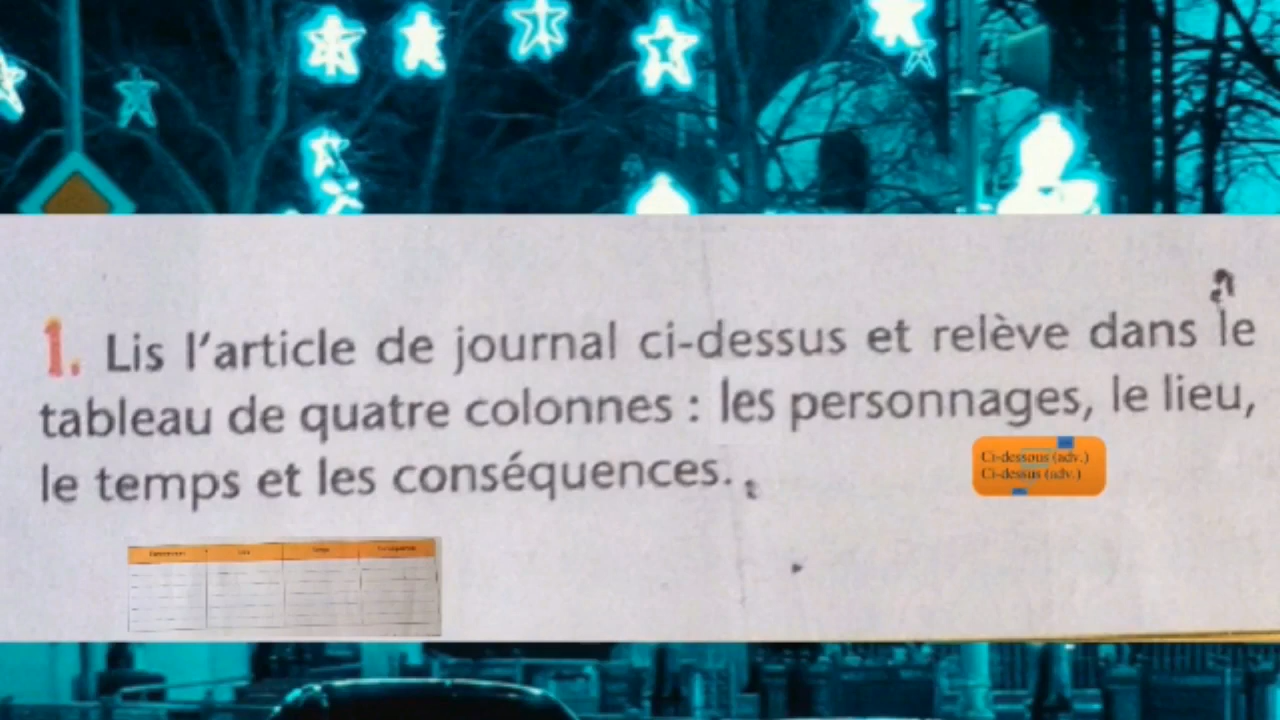 1. Lis l'article de journal ci-dessus et relève dans le
tableau de quatre colonnes : les personnages, le lieu,
le temps et les conséquences.
Ci-dessous (adv.)
Ci-dessus (adv.)